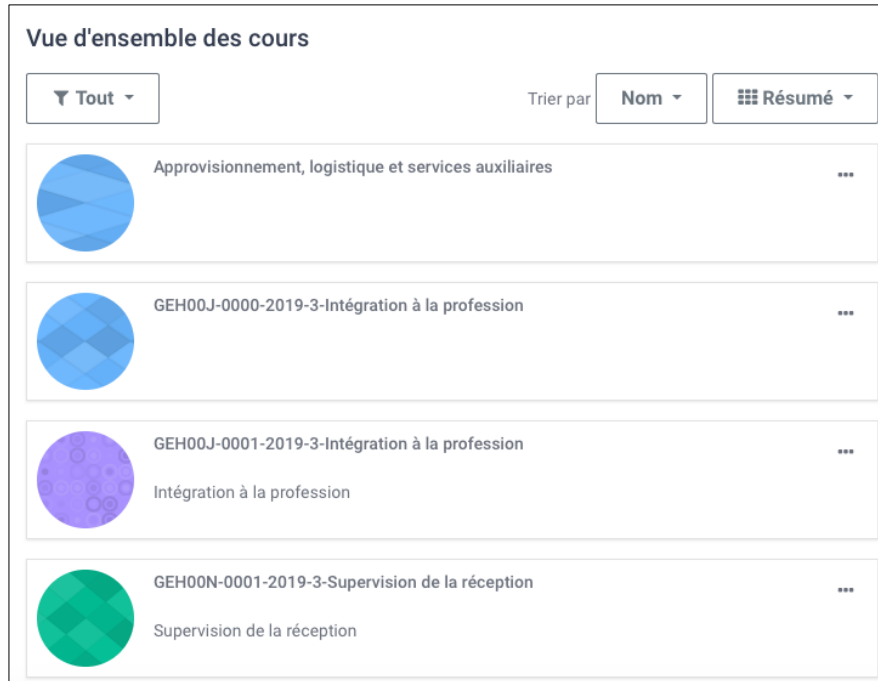 Vue d'ensemble des cours
Tout
Trier par Nom Résumé
Approvisionnement, logistique et services auxiliaires
GEH00J-0000-2019-3-Intégration à la profession
GEH00J-0001-2019-3-Intégration à la profession
Intégration à la profession
GEH00N-0001-2019-3-Supervision de la réception
Supervision de la réception